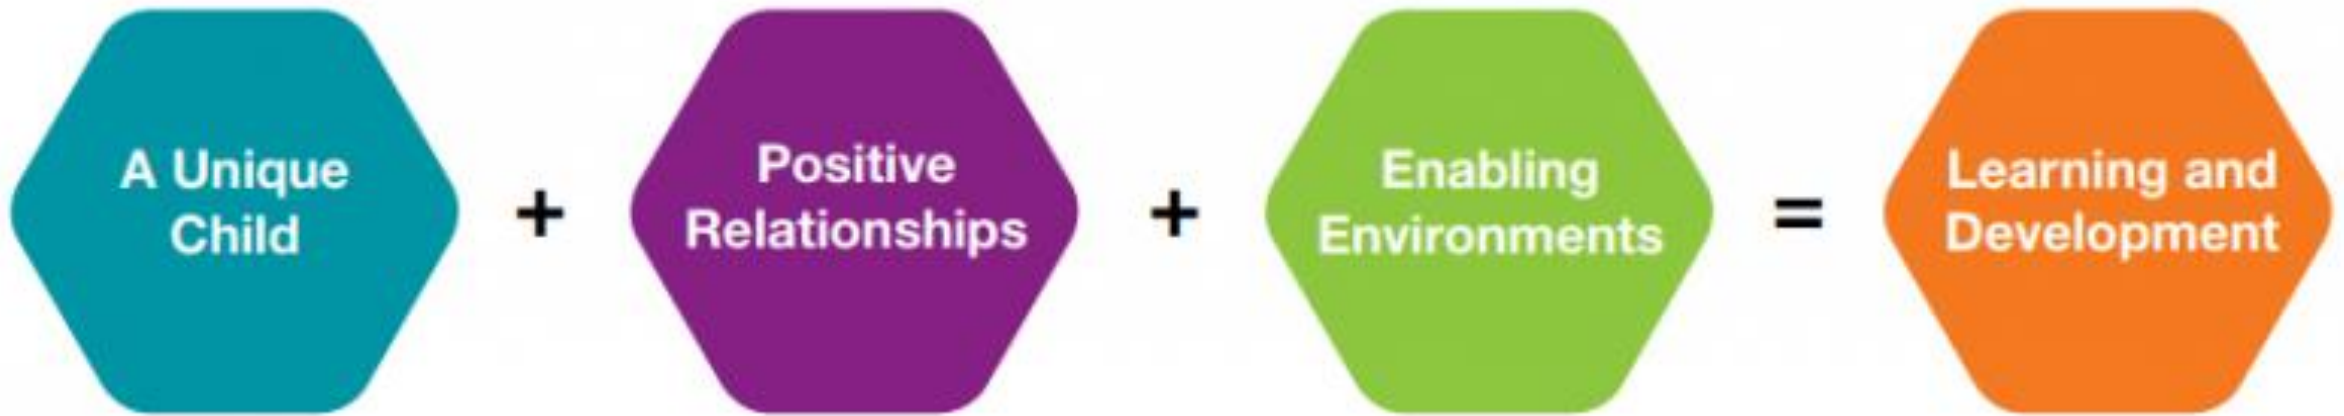 A Unique
Child
+
Positive
Relationships
+
Enabling
Environments
=
Learning and
Development